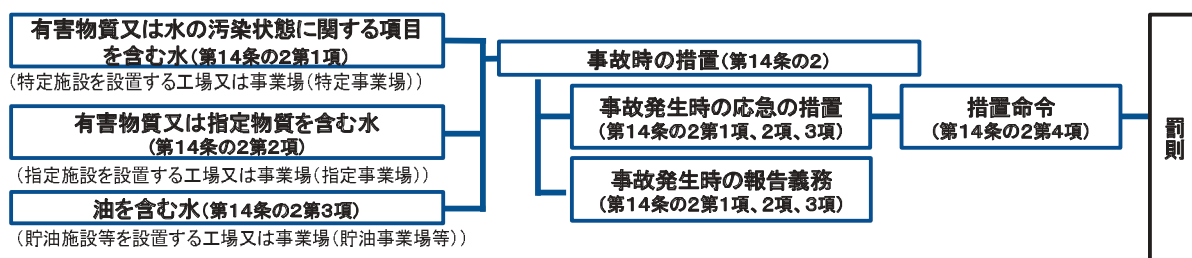 有害物質又は水の汚染状態に関する項目
を含む水(第14条の2第1項)
(特定施設を設置する工場又は事業場(特定事業場))
有害物質又は指定物質を含む水
(第14条の2第2項)
(指定施設を設置する工場又は事業場(指定事業場))
油を含む水(第14条の2第3項)
(貯油施設等を設置する工場又は事業場(貯油事業場等))
事故時の措置(第14条の2)
事故発生時の応急の措置
(第14条の2第1項、2項、3項)
事故発生時の報告義務
(第14条の2第1項、2項、3項)
措置命令
(第14条の2第4項)
罰則